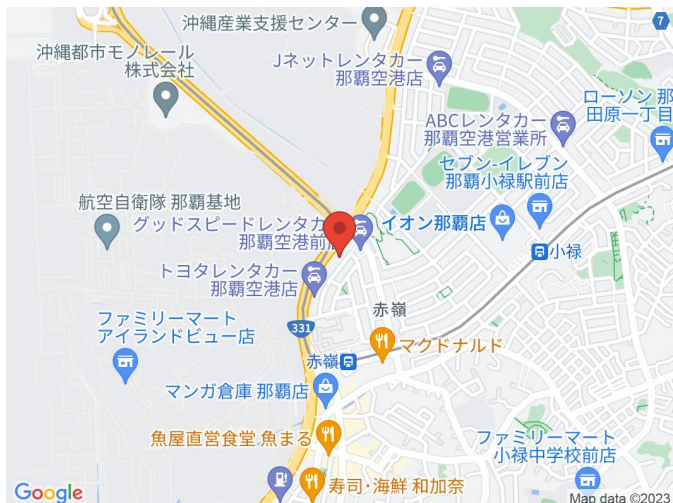 沖縄産業支援センター
7
沖縄都市モノレール
株式会社
Jネットレンタカー
那覇空港店
ローソン 那
田原一丁目
ABCレンタカー
那覇空港営業所
セブン-イレブン
那覇小禄駅前店
航空自衛隊 那覇基地
グッドスピードレンタカ
那覇空港前店
イオン那覇店
小禄
トヨタレンタカー
那覇空港店
赤嶺
ファミリーマート
アイランドビュー店
331
赤嶺
マクドナルド
マンガ倉庫 那覇店
魚屋直営食堂 魚まる
ファミリーマート
小禄中学校前店
寿司・海鮮 和加奈
Google
Map data ©2023